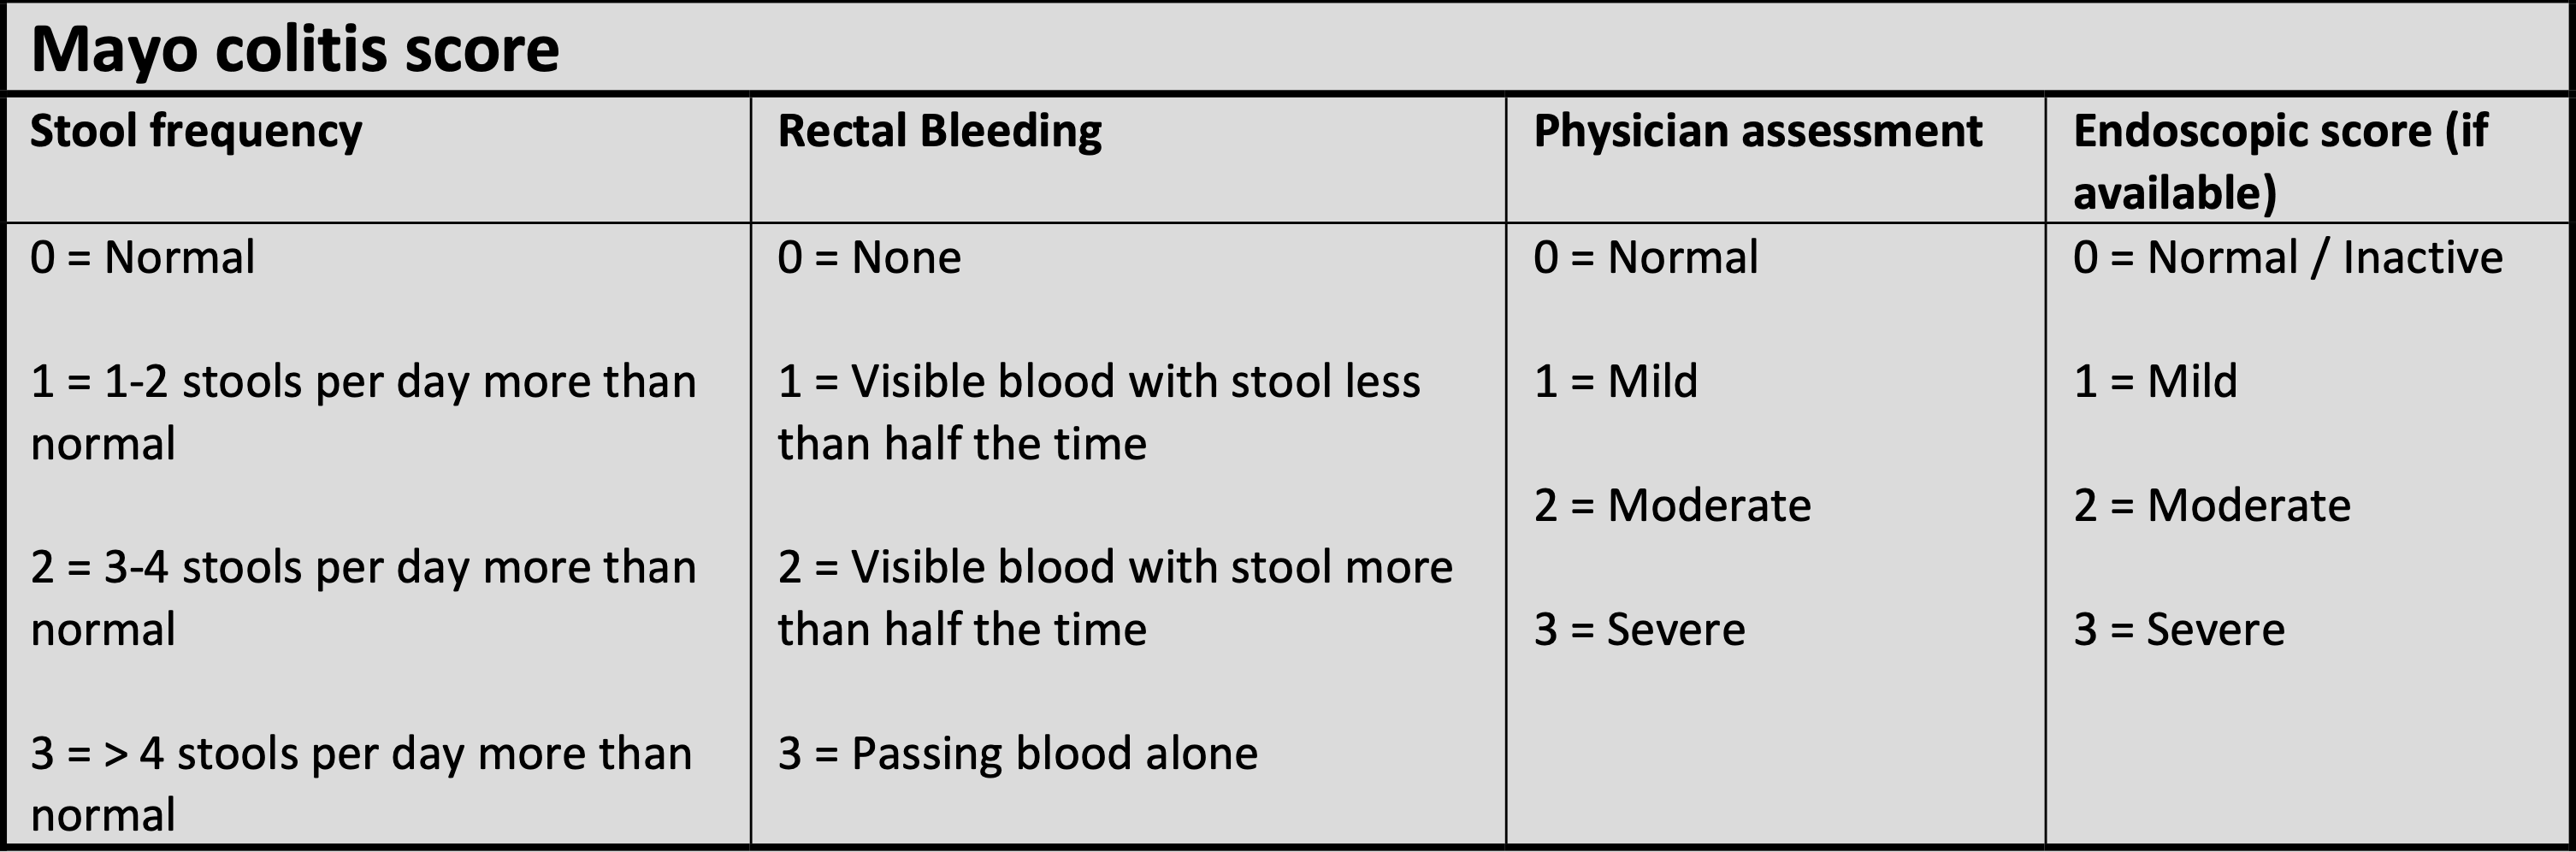 Mayo colitis score
Stool frequency
Rectal Bleeding
Physician assessment
Endoscopic score (if
available)
0 = Normal
1 = 1-2 stools per day more than
normal
2 = 3-4 stools per day more than
normal
3 = > 4 stools per day more than
normal
0 = None
1 = Visible blood with stool less
than half the time
2 = Visible blood with stool more
than half the time
3 = Passing blood alone
0 = Normal
1 = Mild
2 = Moderate
3 = Severe
0 = Normal / Inactive
1 = Mild
2 = Moderate
3 = Severe